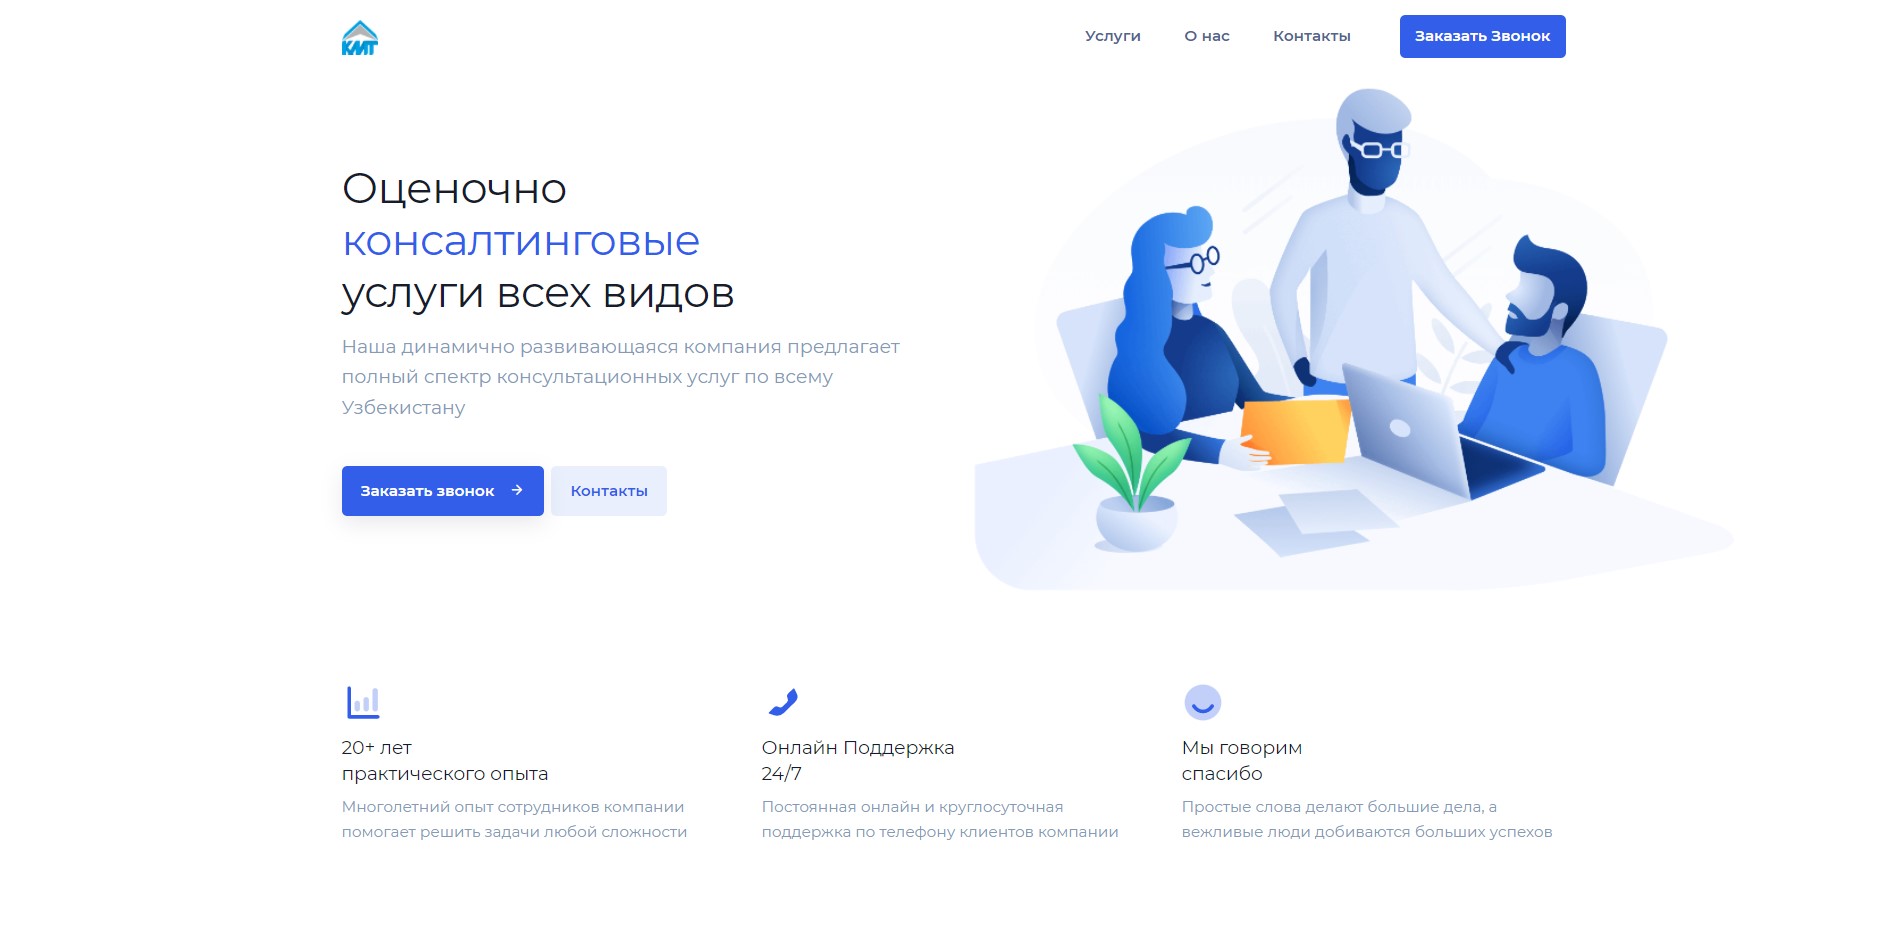 КМТ
Услуги
О нас
Контакты
Заказать Звонок
Оценочно
консалтинговые
услуги всех видов
Наша динамично развивающаяся компания предлагает
полный спектр консультационных услуг по всему
Узбекистану
Заказать звонок →
Контакты
20+ лет
практического опыта
Многолетний опыт сотрудников компании
помогает решить задачи любой сложности
Онлайн Поддержка
24/7
Постоянная онлайн и круглосуточная
поддержка по телефону клиентов компании
Мы говорим
спасибо
Простые слова делают большие дела, а
вежливые люди добиваются больших успехов